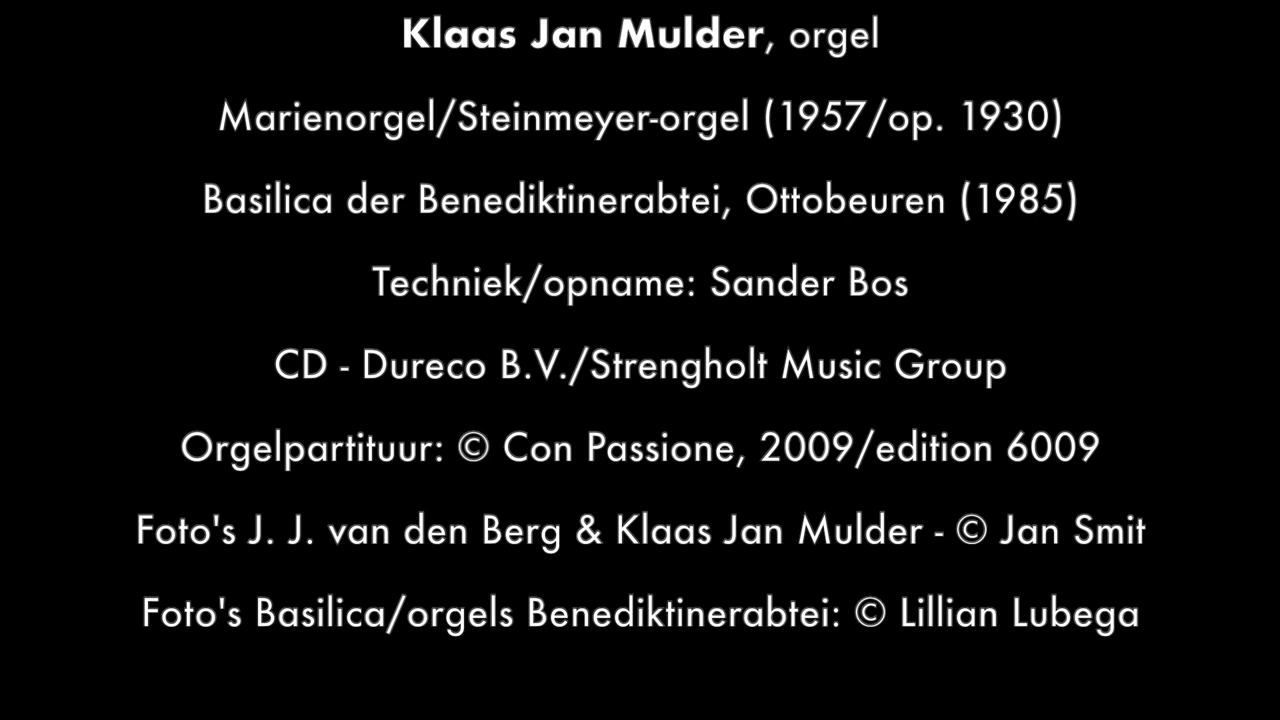 Klaas Jan Mulder, orgel
Marienorgel/Steinmeyer-orgel (1957/op. 1930)
Basilica der Benediktinerabtei, Ottobeuren (1985)
Techniek/opname: Sander Bos
CD - Dureco B.V./Strengholt Music Group
Orgelpartituur: © Con Passione, 2009/edition 6009
Foto's J. J. van den Berg & Klaas Jan Mulder - © Jan Smit
Foto's Basilica/orgels Benediktinerabtei: © Lillian Lubega